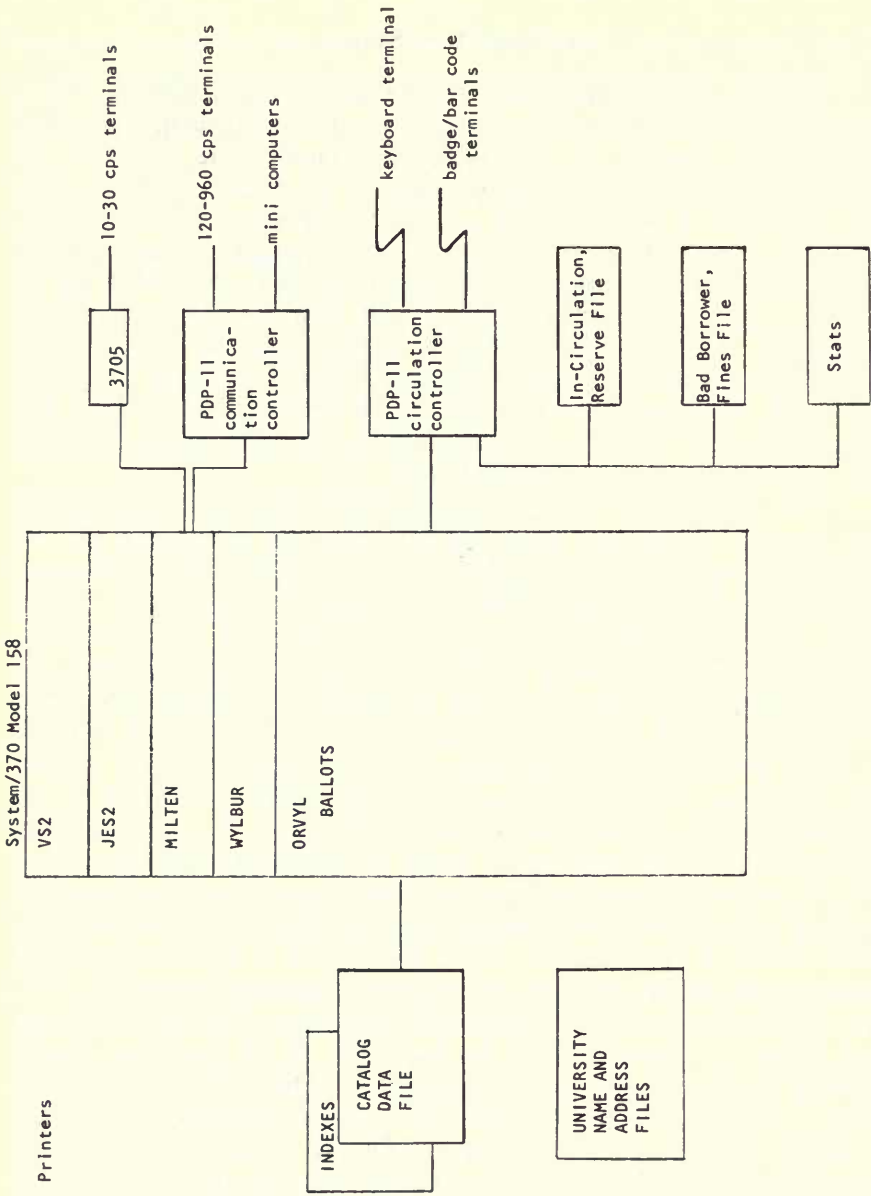 Printers
INDEXES
CATALOG
DATA
FILE
UNIVERSITY
NAME AND
ADDRESS
FILES
System/370 Model 158
VS2
JES2
MILTEN
WYLBUR
ORVYL
BALLOTS
3705
10-30 cps terminals
PDP-11
communica-
tion
controller
120-960 cps terminals
mini computers
PDP-11
circulation
controller
keyboard terminal
badge/bar code
terminals
In-Circulation,
Reserve File
Bad Borrower,
Fines File
Stats